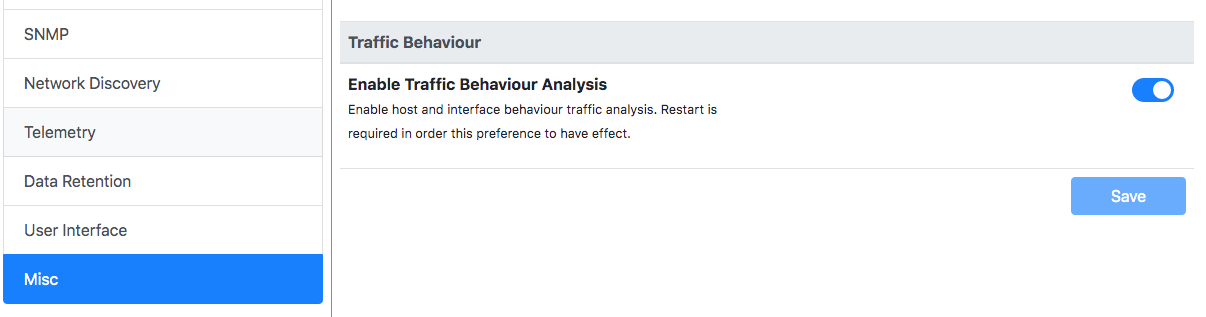 SNMP
Network Discovery
Telemetry
Data Retention
User Interface
Misc
Traffic Behaviour
Enable Traffic Behaviour Analysis
Enable host and interface behaviour traffic analysis. Restart is
required in order this preference to have effect.
Save